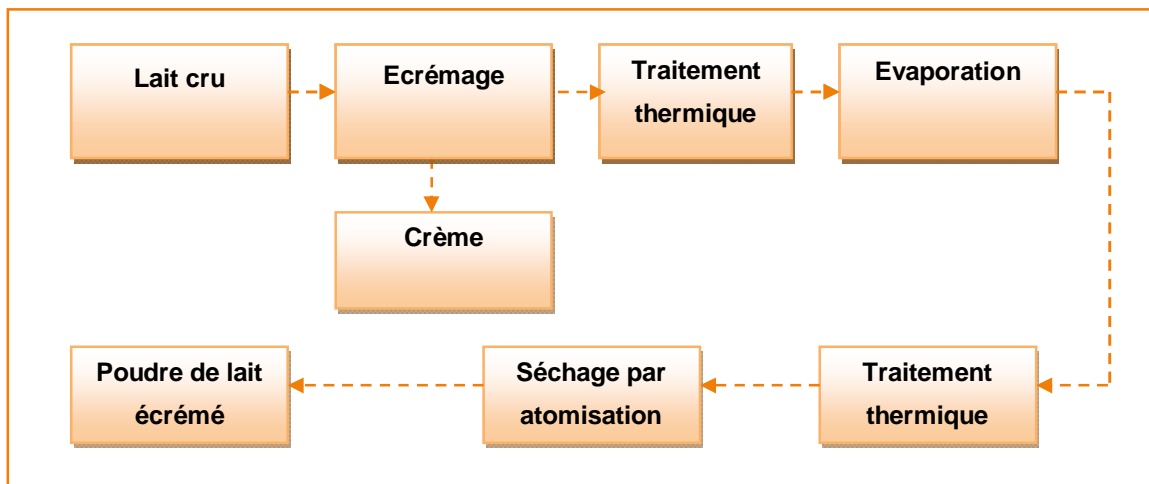 Lait cru
Ecrémage
Traitement
thermique
Evaporation
Crème
Poudre de lait
écrémé
Séchage par
atomisation
Traitement
thermique